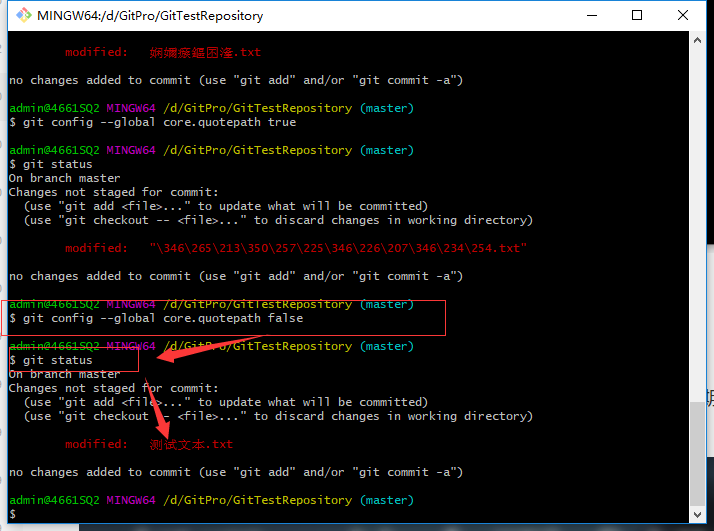 MINGW64:/d/GitPro/GitTestRepository
modified: 娴嬭瘯鏂囨湰.txt
no changes added to commit (use "git add" and/or "git commit -a")
admin@4661SQ2 MINGW64 /d/GitPro/GitTestRepository (master)
$ git config --global core.quotepath true
admin@4661SQ2 MINGW64 /d/GitPro/GitTestRepository (master)
$ git status
On branch master
Changes not staged for commit:
(use "git add <file>..." to update what will be committed)
(use "git checkout -- <file>..." to discard changes in working directory)
modified: "\346\265\213\350\257\225\346\226\207\346\234\254.txt"
no changes added to commit (use "git add" and/or "git commit -a")
admin@4661SQ2 MINGW64 /d/GitPro/GitTestRepository (master)
$ git config --global core.quotepath false
admin@4661SQ2 MINGW64 /d/GitPro/GitTestRepository (master)
$ git status
On branch master
Changes not staged for commit:
(use "git add <file>..." to update what will be committed)
(use "git checkout -- <file>..." to discard changes in working directory)
modified: 测试文本.txt
no changes added to commit (use "git add" and/or "git commit -a")
admin@4661SQ2 MINGW64 /d/GitPro/GitTestRepository (master)
$